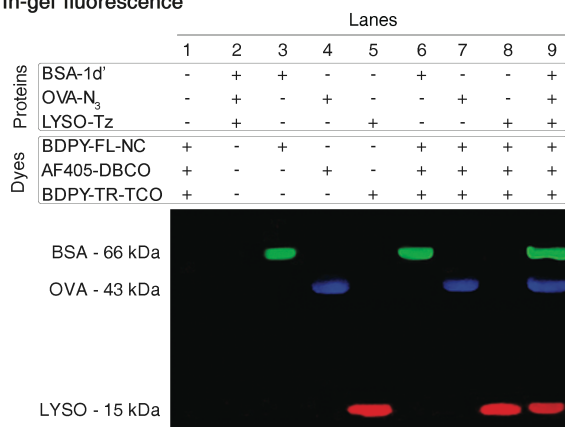 In-gel fluorescence
Lanes
1 2 3 4 5 6 7 8 9
Proteins
BSA-1d' - + + - - + - - +
OVA-N3 - + - + - - + - +
LYSO-Tz - + - - + - - + +
Dyes
BDPY-FL-NC + - + - - + + + +
AF405-DBCO + - - + - + + + +
BDPY-TR-TCO + - - - + + + + +
BSA - 66 kDa
OVA - 43 kDa
LYSO - 15 kDa